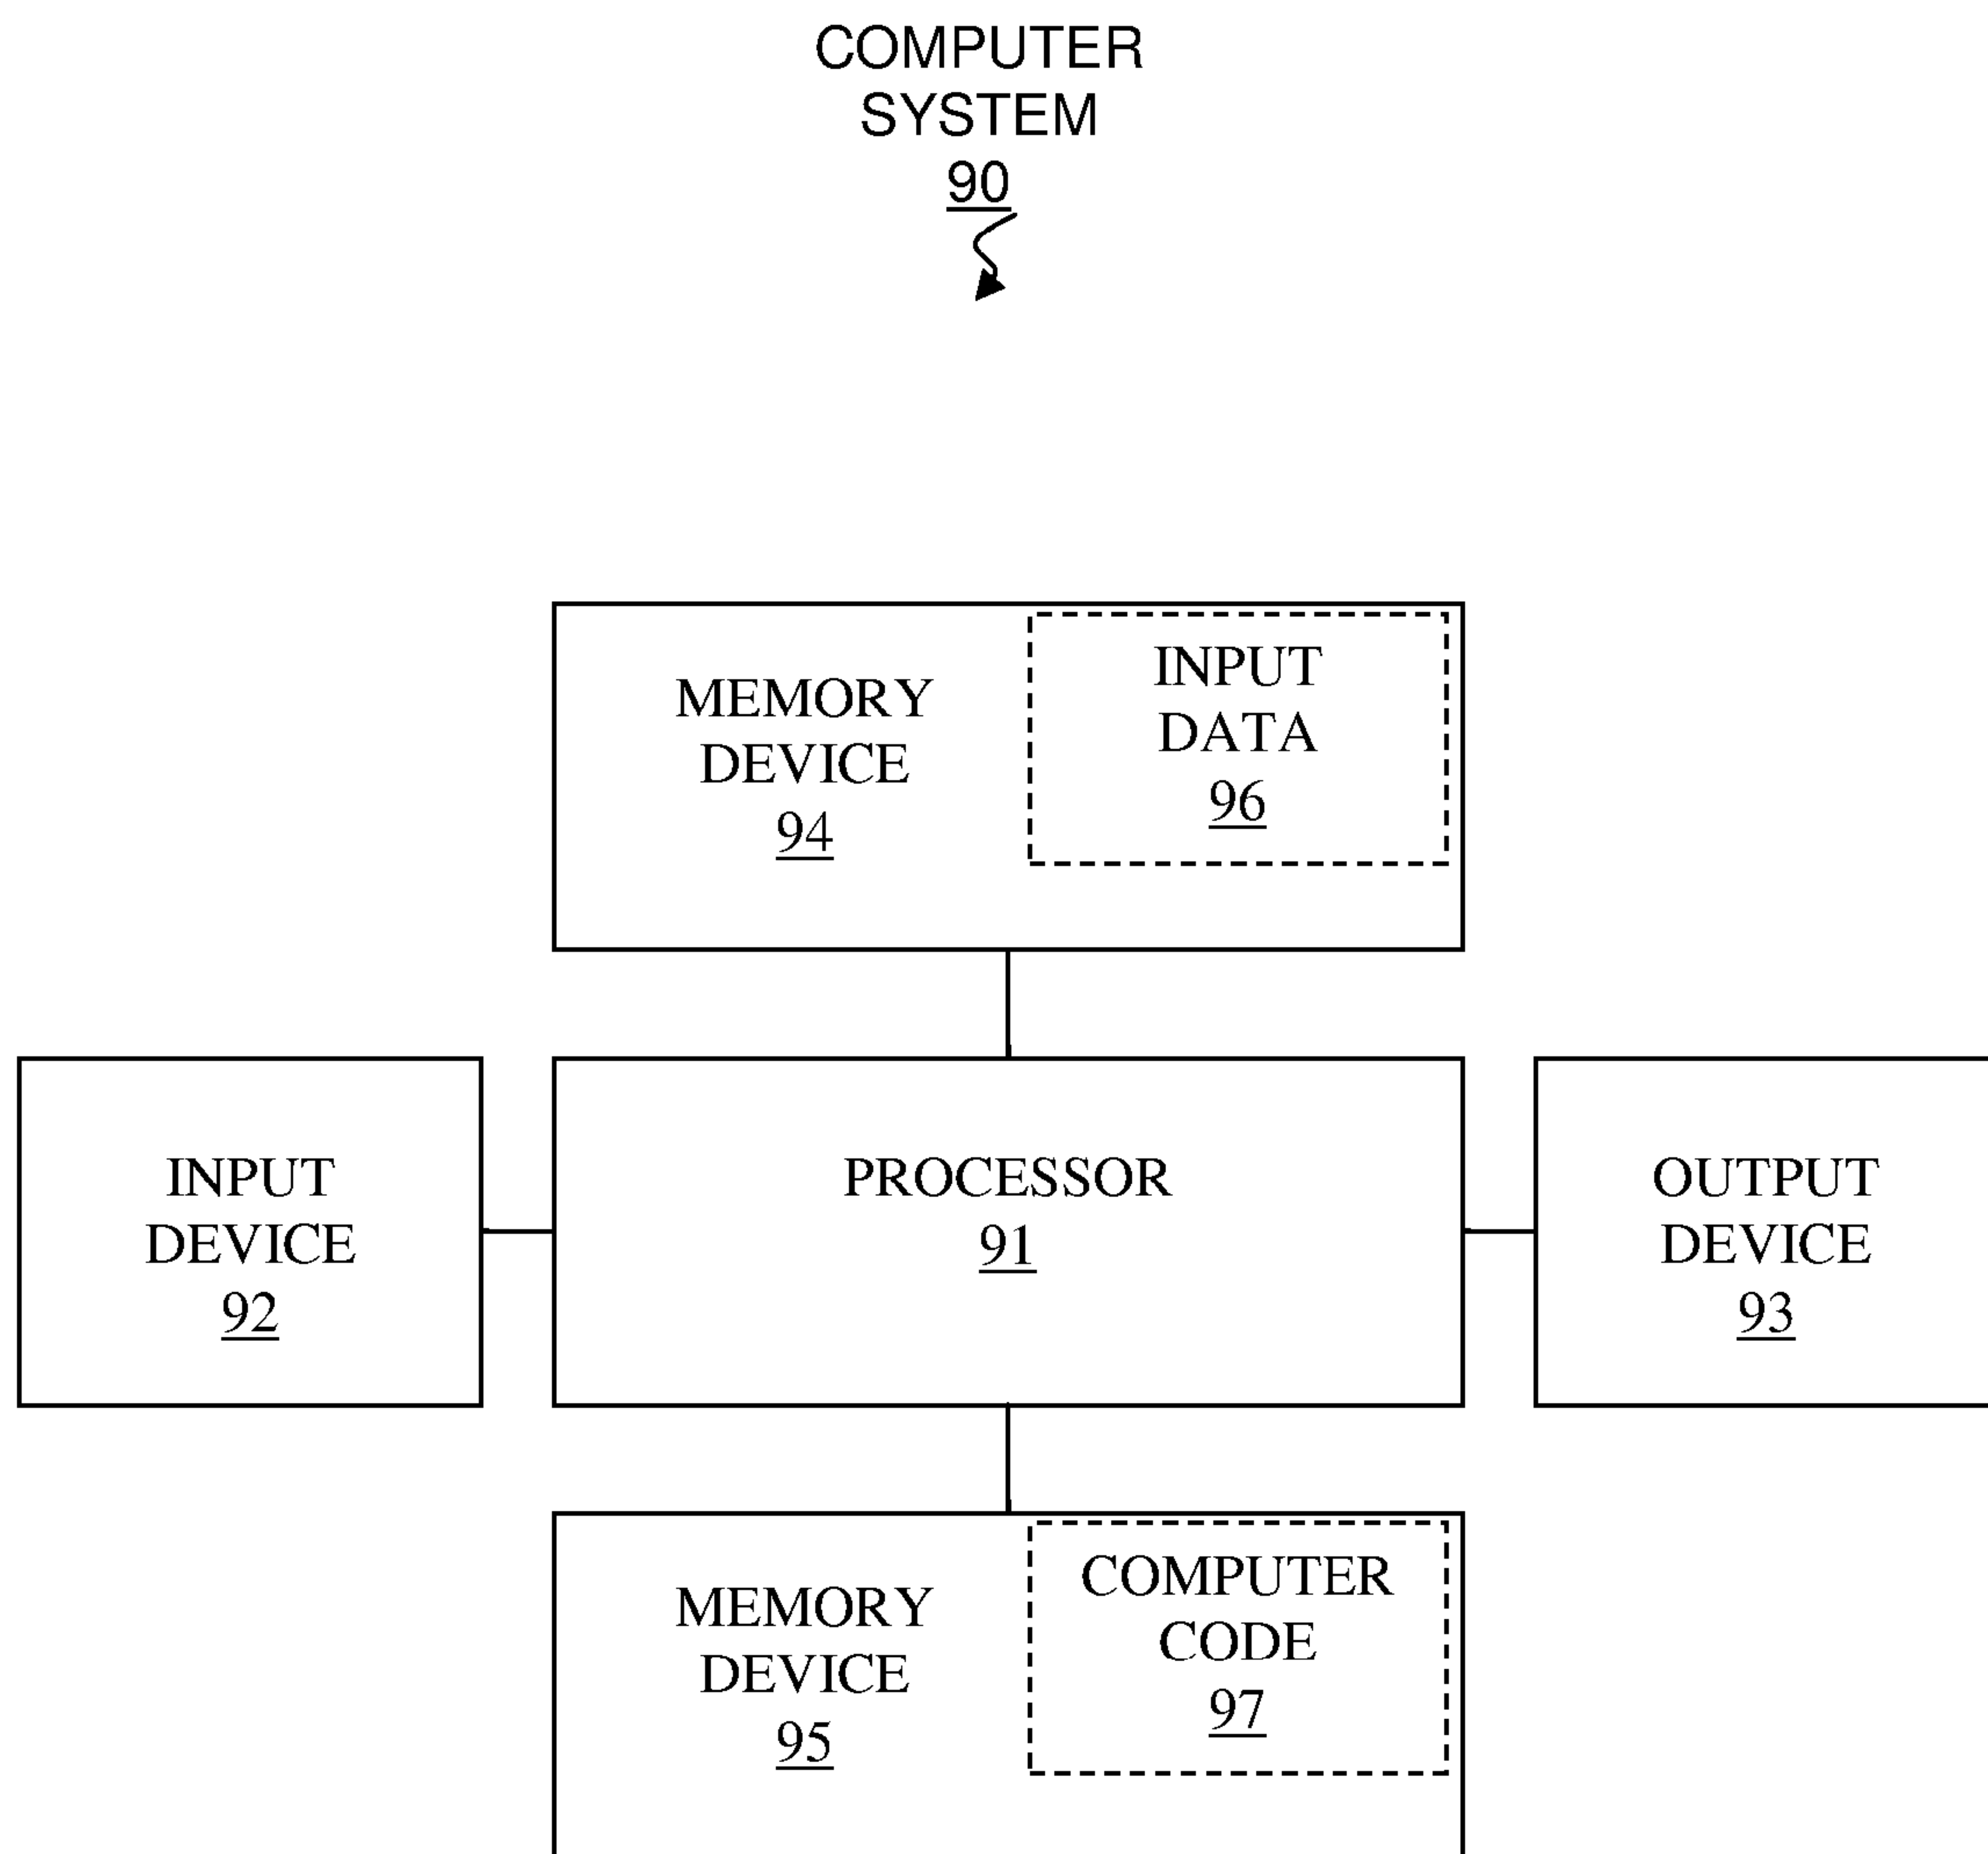 COMPUTER
SYSTEM
90
MEMORY
DEVICE
94
INPUT
DATA
96
INPUT
DEVICE
92
PROCESSOR
91
OUTPUT
DEVICE
93
MEMORY
DEVICE
95
COMPUTER
CODE
97